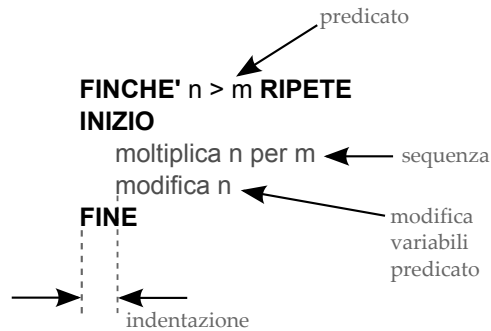 predicato
FINCHE' n > m RIPETE
INIZIO
moltiplica n per m
sequenza
modifica n
FINE
modifica
variabili
predicato
indentazione